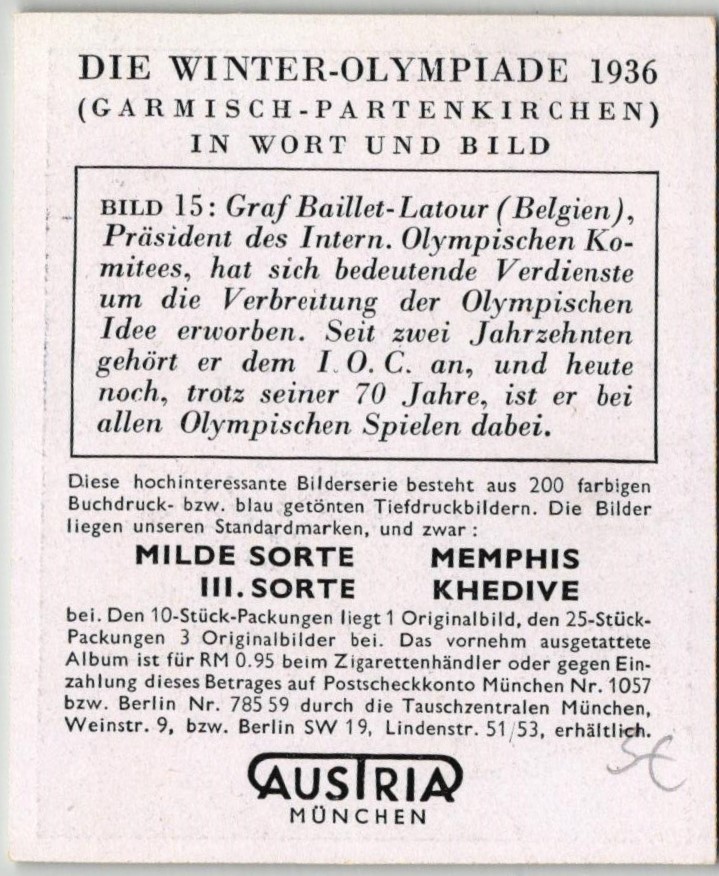 DIE WINTER-OLYMPIADE 1936
(GARMISCH-PARTENKIRCHEN)
IN WORT UND BILD
BILD 15: Graf Baillet-Latour (Belgien),
Präsident des Intern. Olympischen Ko-
mitees, hat sich bedeutende Verdienste
um die Verbreitung der Olympischen
Idee erworben. Seit zwei Jahrzehnten
gehört er dem I. O. C. an, und heute
noch, trotz seiner 70 Jahre, ist er bei
allen Olympischen Spielen dabei.
Diese hochinteressante Bilderserie besteht aus 200 farbigen
Buchdruck- bzw. blau getönten Tiefdruckbildern. Die Bilder
liegen unseren Standardmarken, und zwar:
MILDE SORTE MEMPHIS
III. SORTE KHEDIVE
bei. Den 10-Stück-Packungen liegt 1 Originalbild, den 25-Stück-
Packungen 3 Originalbilder bei. Das vornehm ausgetattete
Album ist für RM 0.95 beim Zigarettenhändler oder gegen Ein-
zahlung dieses Betrages auf Postscheckkonto München Nr. 1057
bzw. Berlin Nr. 785 59 durch die Tauschzentralen München,
Weinstr. 9, bzw. Berlin SW 19, Lindenstr. 51/53, erhältlich.
5€
AUSTRIA
MÜNCHEN